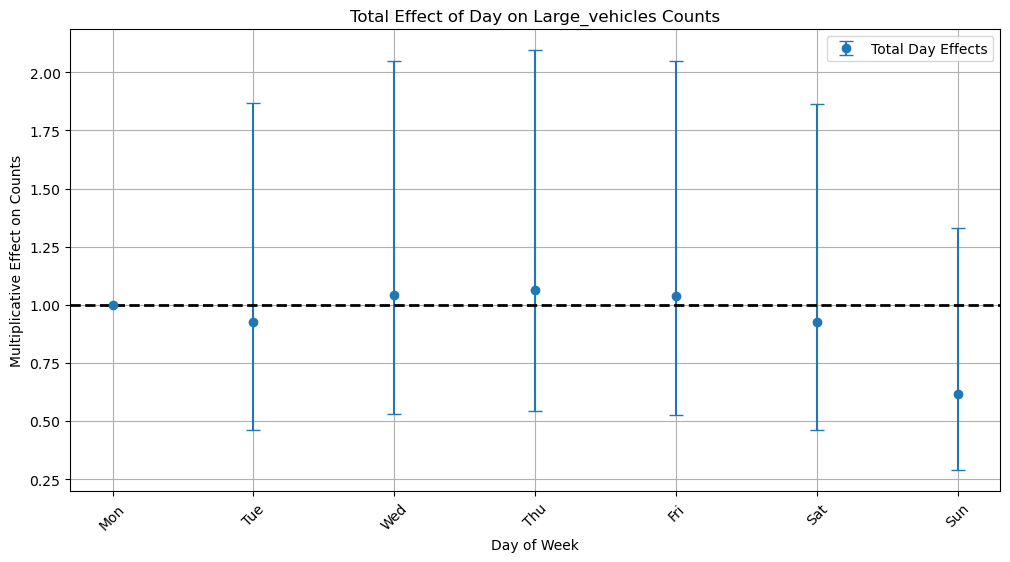 Total Effect of Day on Large_vehicles Counts
Total Day Effects
Multiplicative Effect on Counts
2.00
1.75
1.50
1.25
1.00
0.75
0.50
0.25
Mon
Tue
Wed
Thu
Fri
Sat
Sun
Day of Week